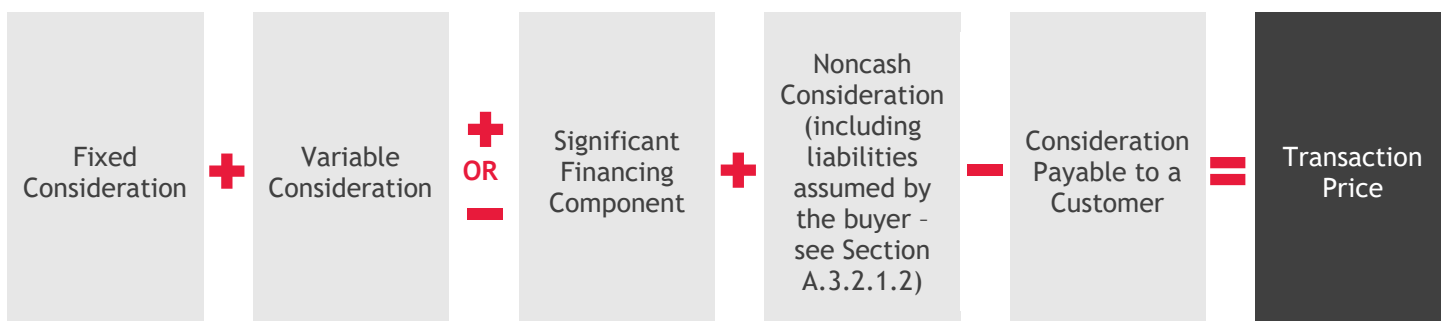 Fixed
Consideration
+
Variable
Consideration
+
OR
−
Significant
Financing
Component
+
Noncash
Consideration
(including
liabilities
assumed by
the buyer –
see Section
A.3.2.1.2)
−
Consideration
Payable to a
Customer
=
Transaction
Price